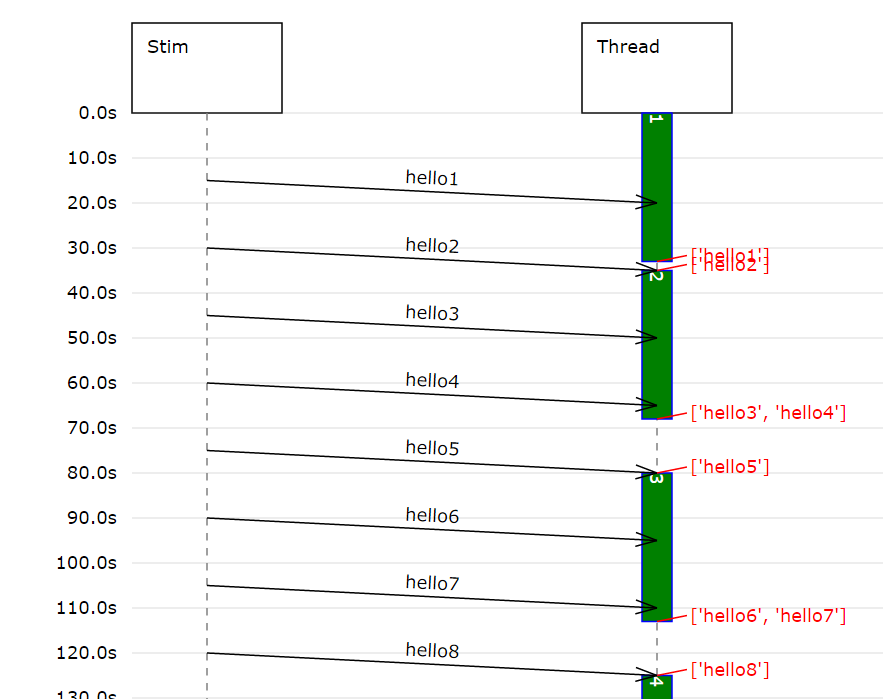 Stim
Thread
0.0s
1
10.0s
hello1
20.0s
30.0s
hello2
['hello1']
['hello2']
2
40.0s
hello3
50.0s
60.0s
hello4
['hello3', 'hello4']
70.0s
hello5
['hello5']
80.0s
3
90.0s
hello6
100.0s
hello7
110.0s
['hello6', 'hello7']
120.0s
hello8
['hello8']
4
130.0s